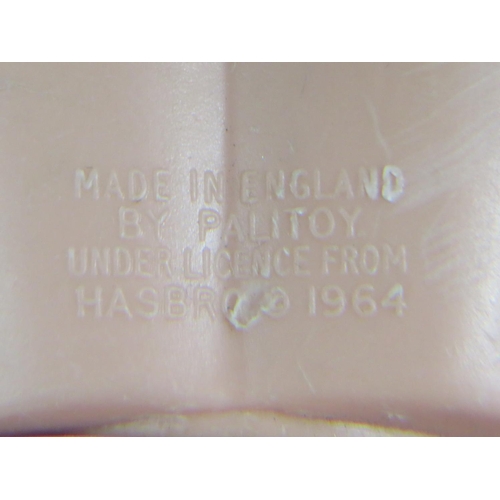 MADE IN ENGLAND
BY PALITOY
UNDER LICENCE FROM
HASBRO © 1964